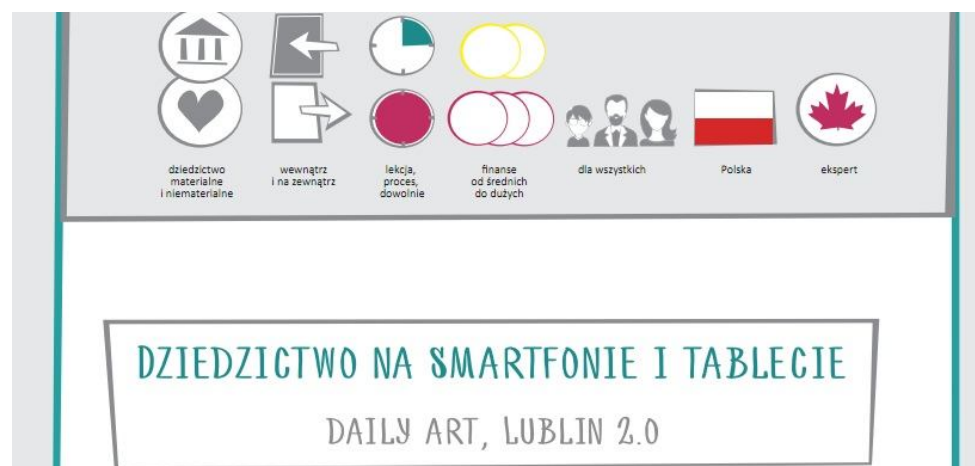 dziedzictwo
materialne
i niematerialne
wewnątrz
i na zewnątrz
lekcja,
proces,
dowolnie
finanse
od średnich
do dużych
dla wszystkich
Polska
ekspert
DZIEDZICTWO NA SMARTFONIE I TABLECIE
DAILY ART, LUBLIN 2.0